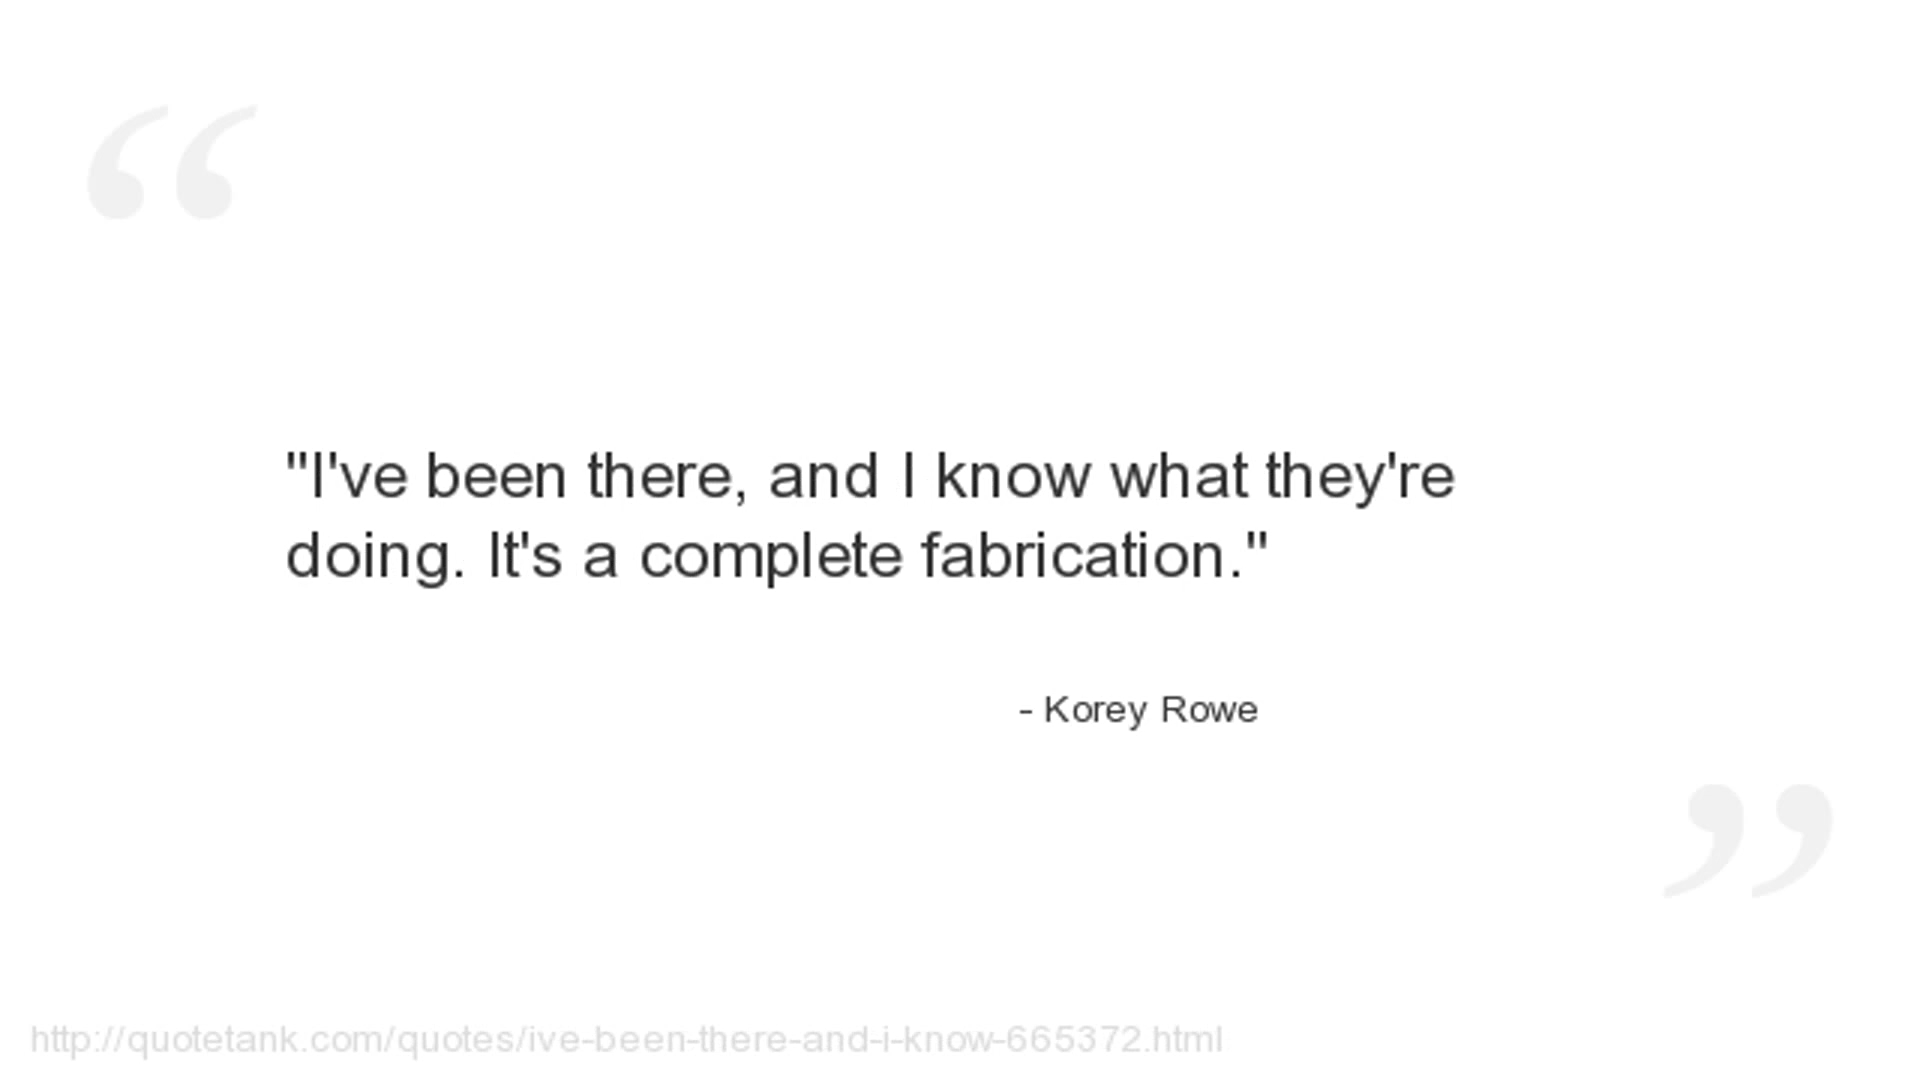 "I've been there, and I know what they're
doing. It's a complete fabrication."
- Korey Rowe
http://quotetank.com/quotes/ive-been-there-and-i-know-665372.html